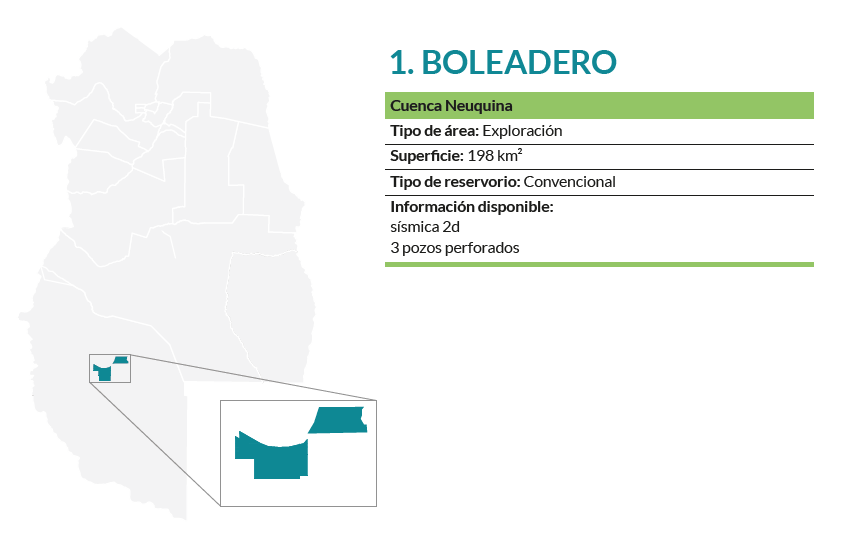 1. BOLEADERO
Cuenca Neuquina
Tipo de área: Exploración
Superficie: 198 km²
Tipo de reservorio: Convencional
Información disponible:
sísmica 2d
3 pozos perforados